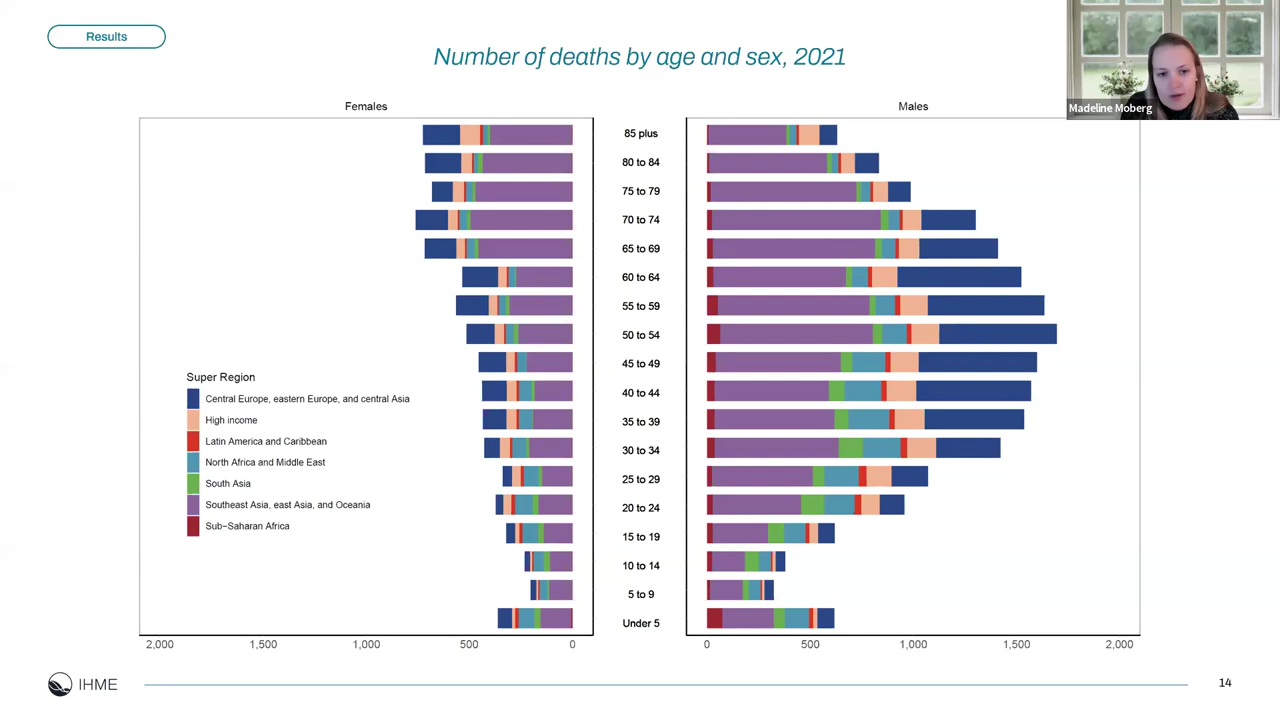 Results
Number of deaths by age and sex, 2021
Madeline Moberg
Females
Males
85 plus
80 to 84
75 to 79
70 to 74
65 to 69
60 to 64
55 to 59
50 to 54
45 to 49
40 to 44
35 to 39
30 to 34
25 to 29
20 to 24
15 to 19
10 to 14
5 to 9
Under 5
Super Region
Central Europe, eastern Europe, and central Asia
High income
Latin America and Caribbean
North Africa and Middle East
South Asia
Southeast Asia, east Asia, and Oceania
Sub−Saharan Africa
2,000 1,500 1,000 500 0
0 500 1,000 1,500 2,000
IHME
14